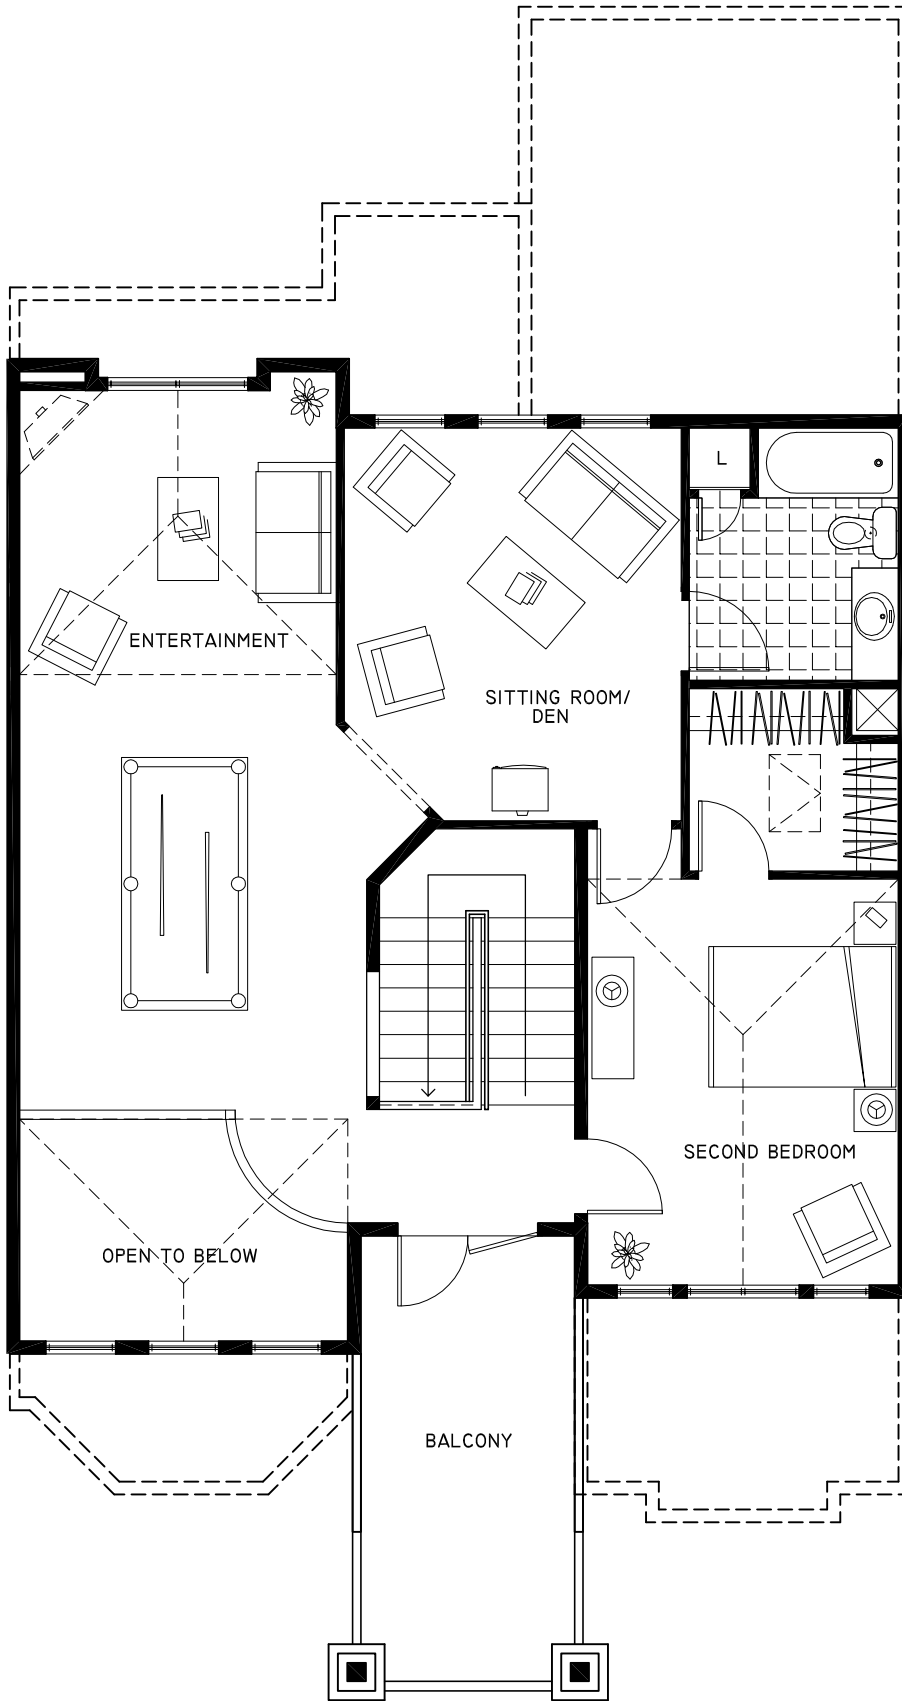 L
ENTERTAINMENT
SITTING ROOM/
DEN
SECOND BEDROOM
OPEN TO BELOW
BALCONY